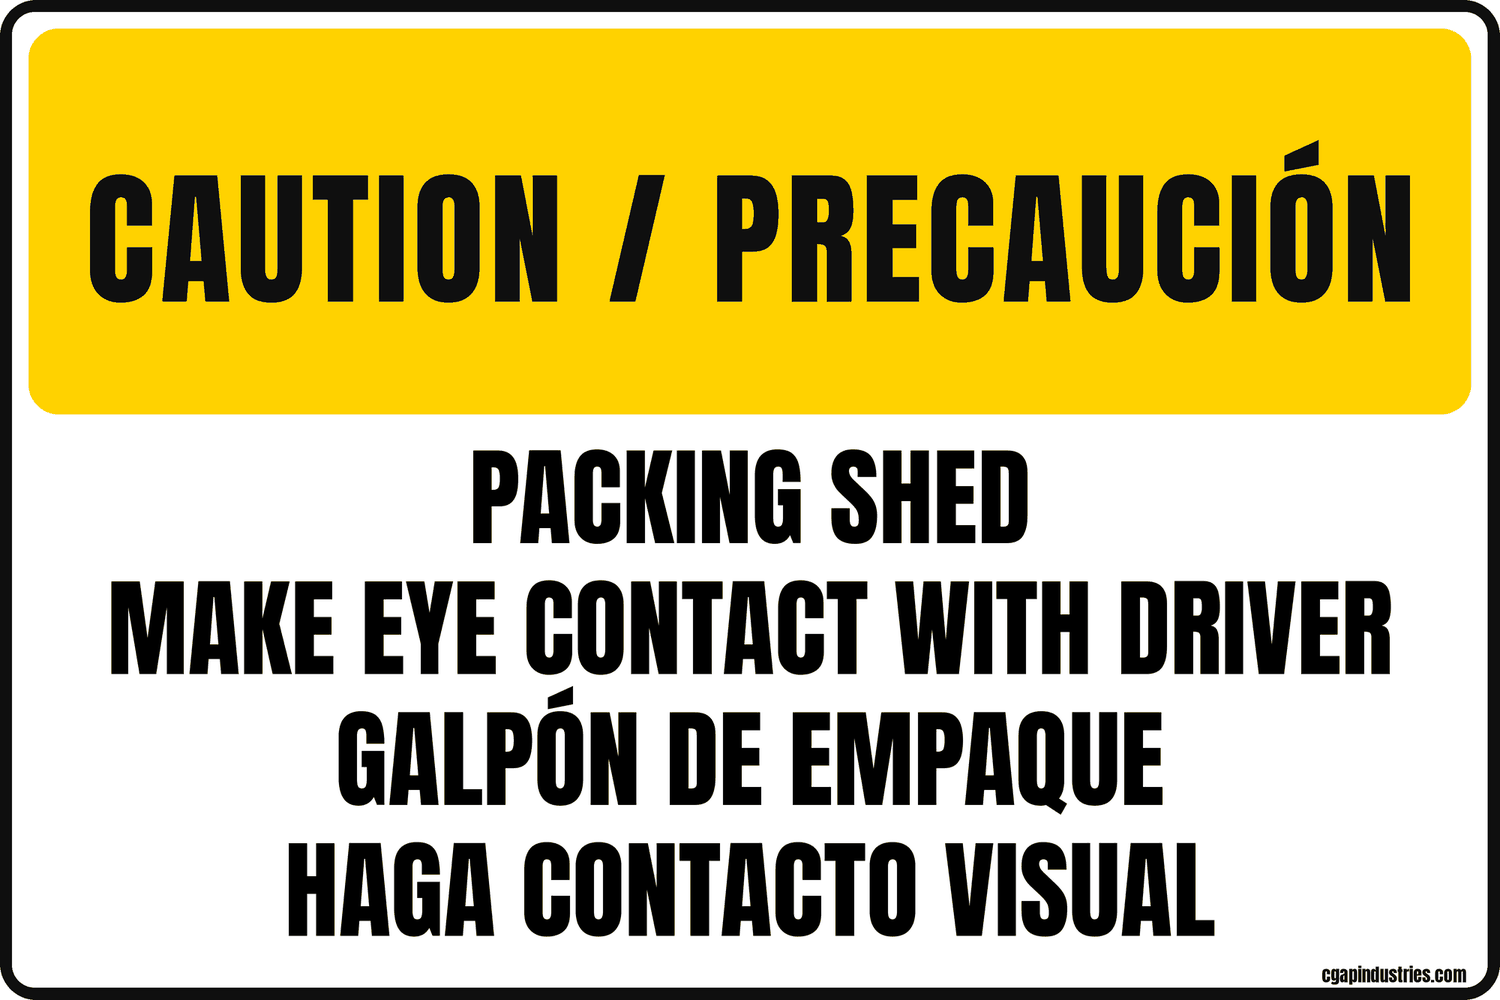 CAUTION / PRECAUCIÓN
PACKING SHED
MAKE EYE CONTACT WITH DRIVER
GALPÓN DE EMPAQUE
HAGA CONTACTO VISUAL
cgapindustries.com